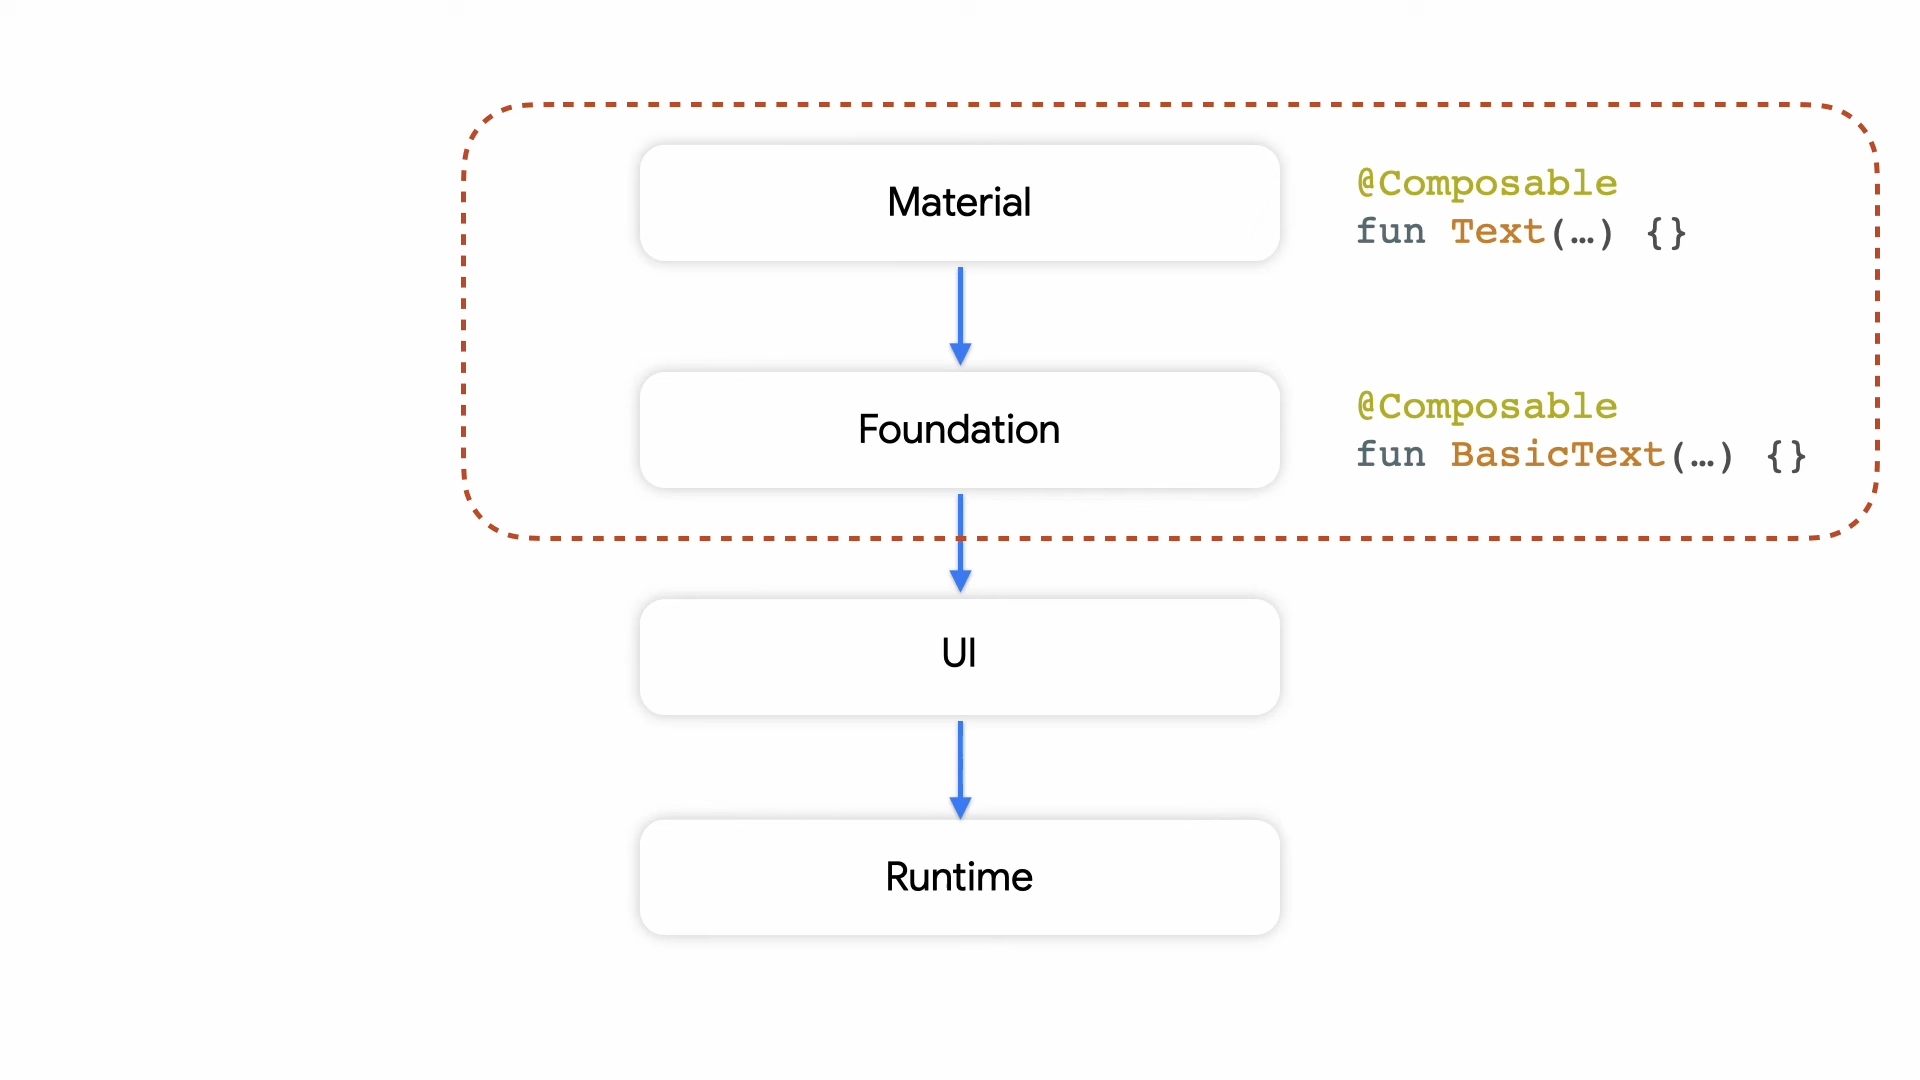 Material
@Composable
fun Text(…) {}
Foundation
@Composable
fun BasicText(…) {}
UI
Runtime